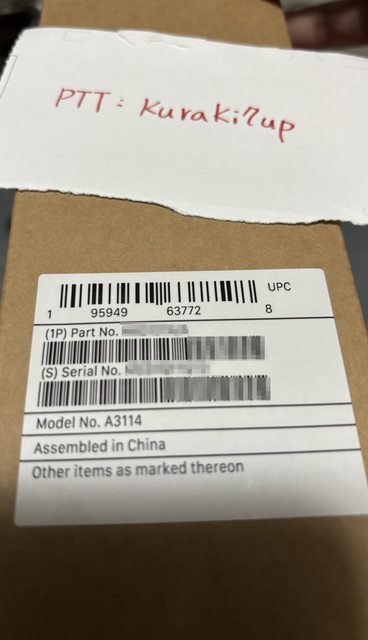 PTT: Kuraki7up
UPC
1 95949 63772 8
(1P) Part No.
(S) Serial No.
Model No. A3114
Assembled in China
Other items as marked thereon